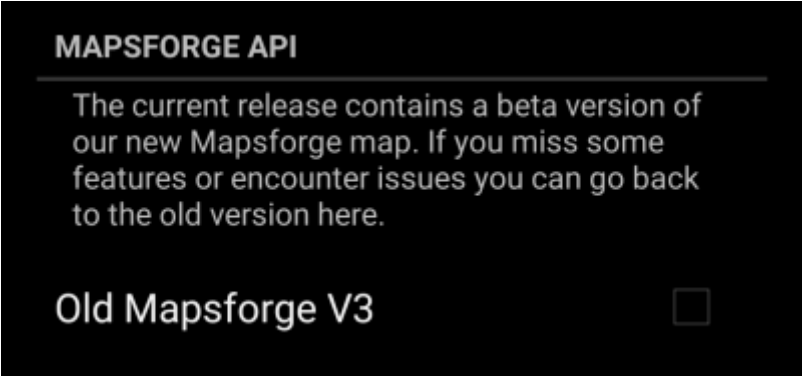 MAPSFORGE API
The current release contains a beta version of
our new Mapsforge map. If you miss some
features or encounter issues you can go back
to the old version here.
Old Mapsforge V3